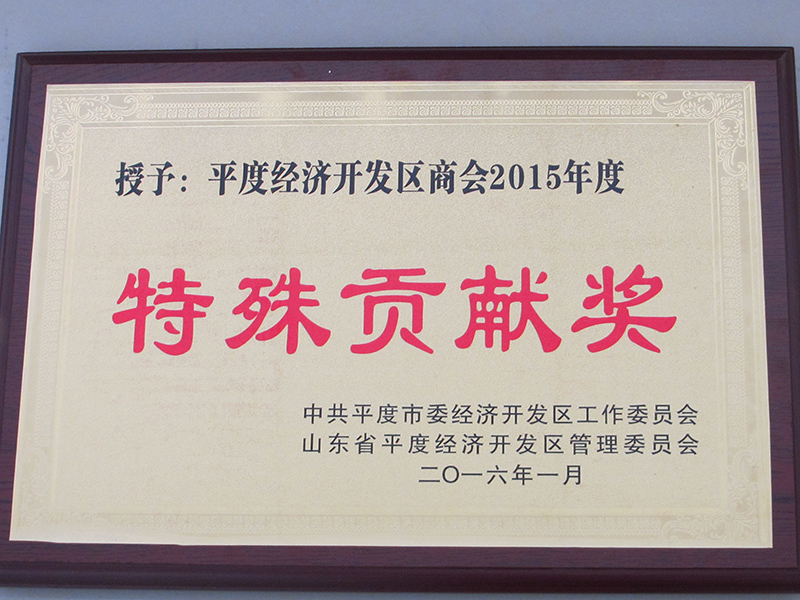 授予：平度经济开发区商会2015年度
特殊贡献奖
中共平度市委经济开发区工作委员会
山东省平度经济开发区管理委员会
二〇一六年一月